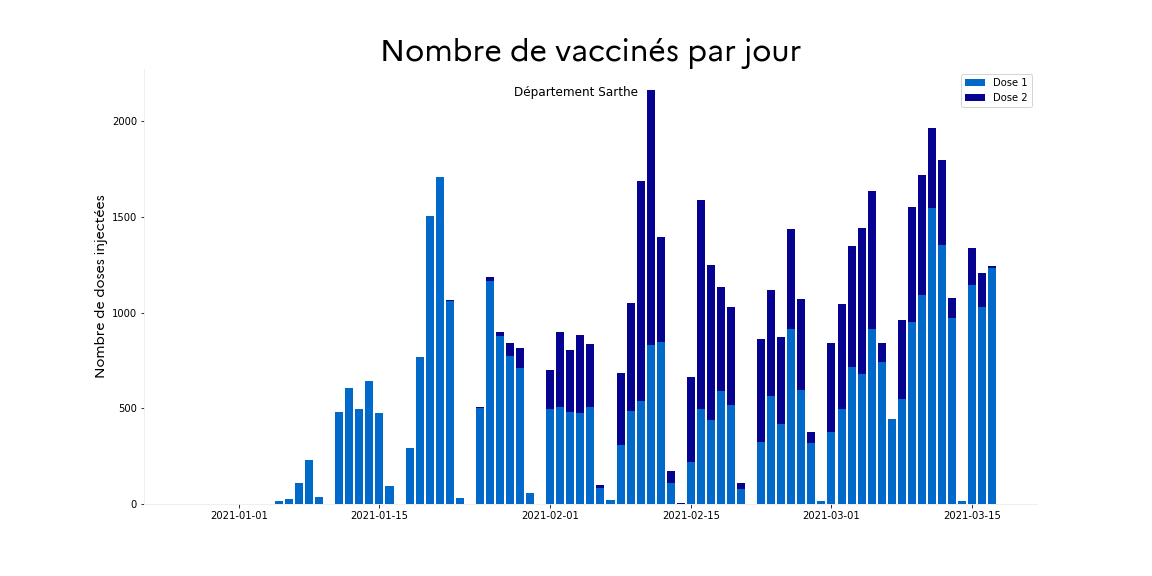 Nombre de vaccinés par jour
Département Sarthe
Dose 1
Dose 2
Nombre de doses injectées
2000
1500
1000
500
0
2021-01-01
2021-01-15
2021-02-01
2021-02-15
2021-03-01
2021-03-15